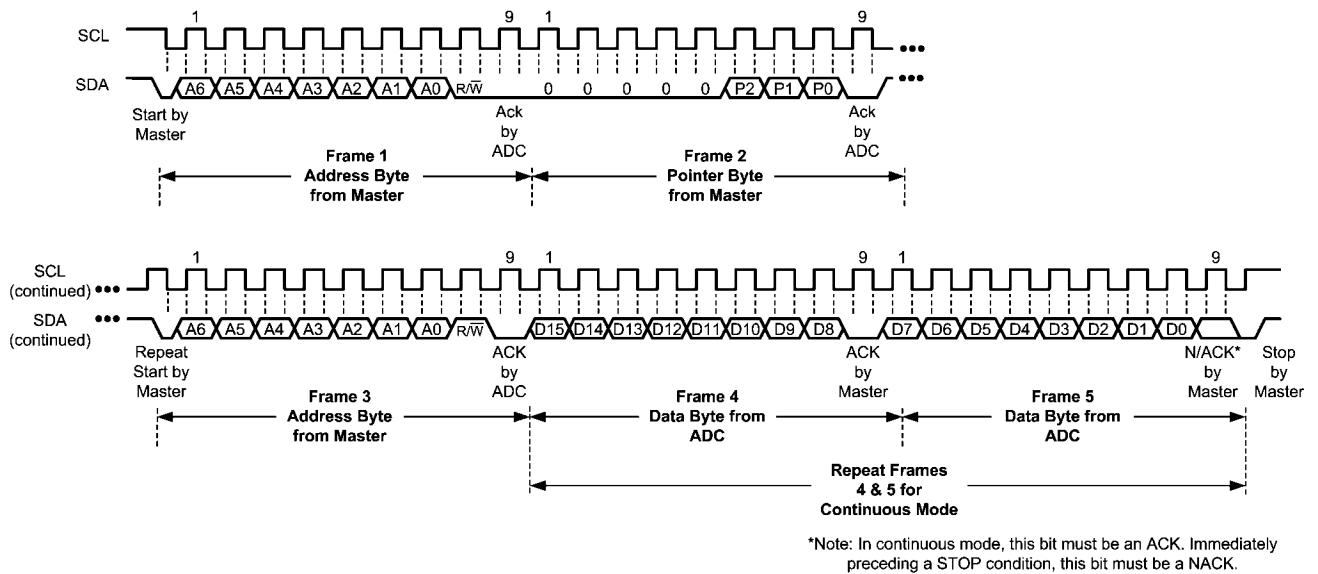 1 9 1 9
SCL
SDA A6 A5 A4 A3 A2 A1 A0 R/W̅ 0 0 0 0 0 P2 P1 P0
Start by
Master
Ack
by
ADC
Ack
by
ADC
Frame 1
Address Byte
from Master
Frame 2
Pointer Byte
from Master
1 9 1 9 1 9
SCL
(continued)
SDA
(continued)
A6 A5 A4 A3 A2 A1 A0 R/W̅ D15 D14 D13 D12 D11 D10 D9 D8 D7 D6 D5 D4 D3 D2 D1 D0
Repeat
Start by
Master
ACK
by
ADC
ACK
by
Master
N/ACK*
by
Master
Stop
by
Master
Frame 3
Address Byte
from Master
Frame 4
Data Byte from
ADC
Frame 5
Data Byte from
ADC
Repeat Frames
4 & 5 for
Continuous Mode
*Note: In continuous mode, this bit must be an ACK. Immediately
preceding a STOP condition, this bit must be a NACK.